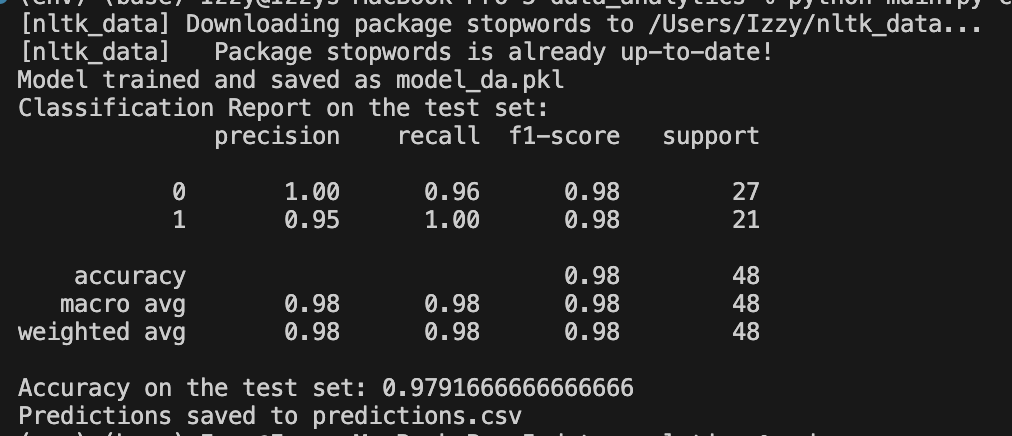 [nltk_data] Downloading package stopwords to /Users/Izzy/nltk_data...
[nltk_data]   Package stopwords is already up-to-date!
Model trained and saved as model_da.pkl
Classification Report on the test set:
              precision    recall  f1-score   support

           0       1.00      0.96      0.98        27
           1       0.95      1.00      0.98        21

    accuracy                           0.98        48
   macro avg       0.98      0.98      0.98        48
weighted avg       0.98      0.98      0.98        48

Accuracy on the test set: 0.9791666666666666
Predictions saved to predictions.csv